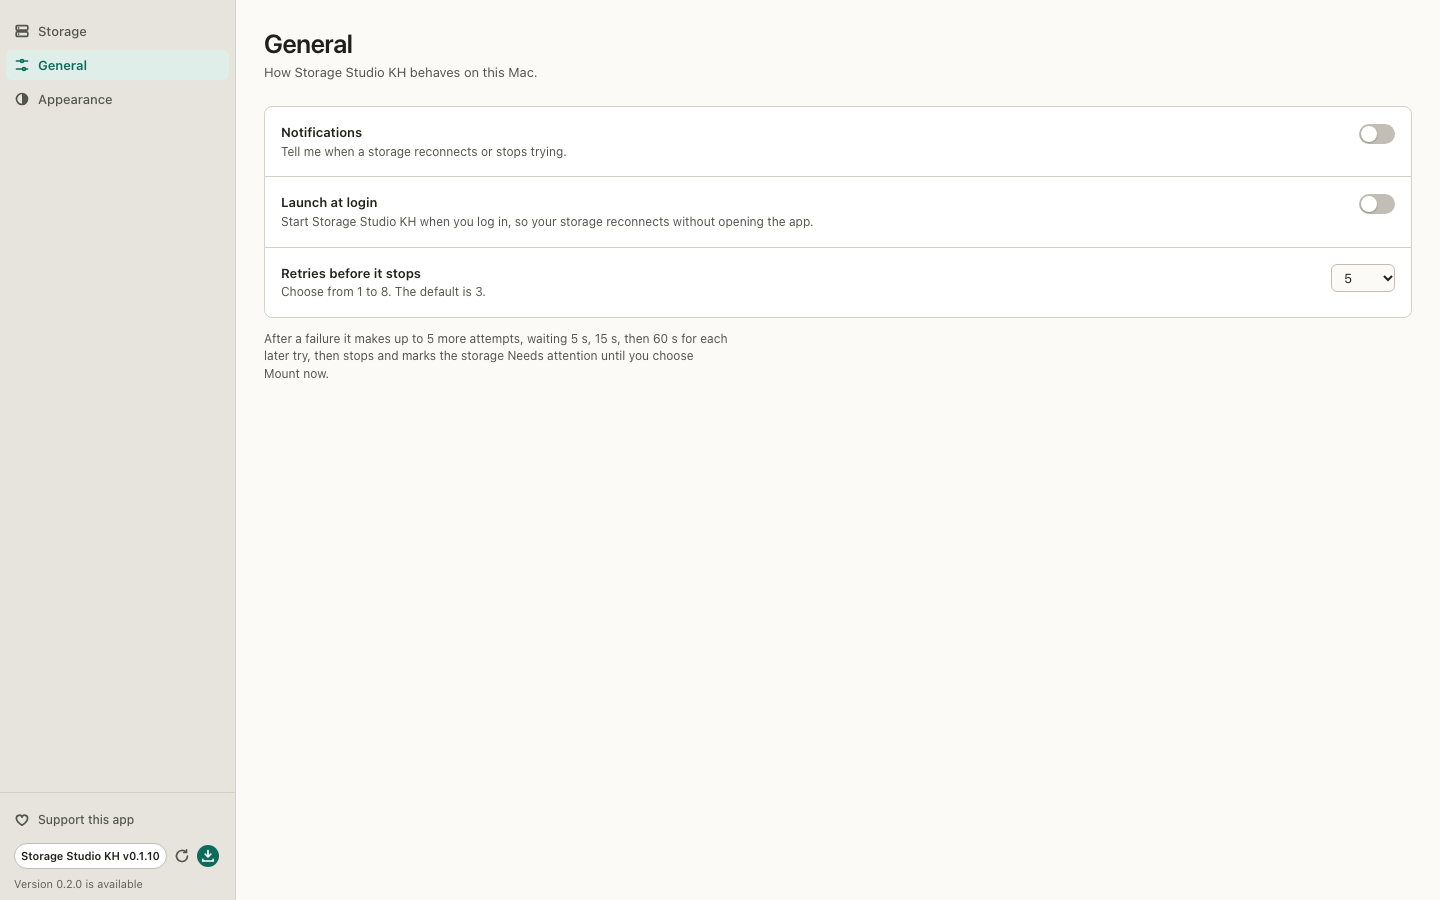 Storage
General
Appearance
General
How Storage Studio KH behaves on this Mac.
Notifications
Tell me when a storage reconnects or stops trying.
Launch at login
Start Storage Studio KH when you log in, so your storage reconnects without opening the app.
Retries before it stops
Choose from 1 to 8. The default is 3.
5
After a failure it makes up to 5 more attempts, waiting 5 s, 15 s, then 60 s for each
later try, then stops and marks the storage Needs attention until you choose
Mount now.
Support this app
Storage Studio KH v0.1.10
Version 0.2.0 is available